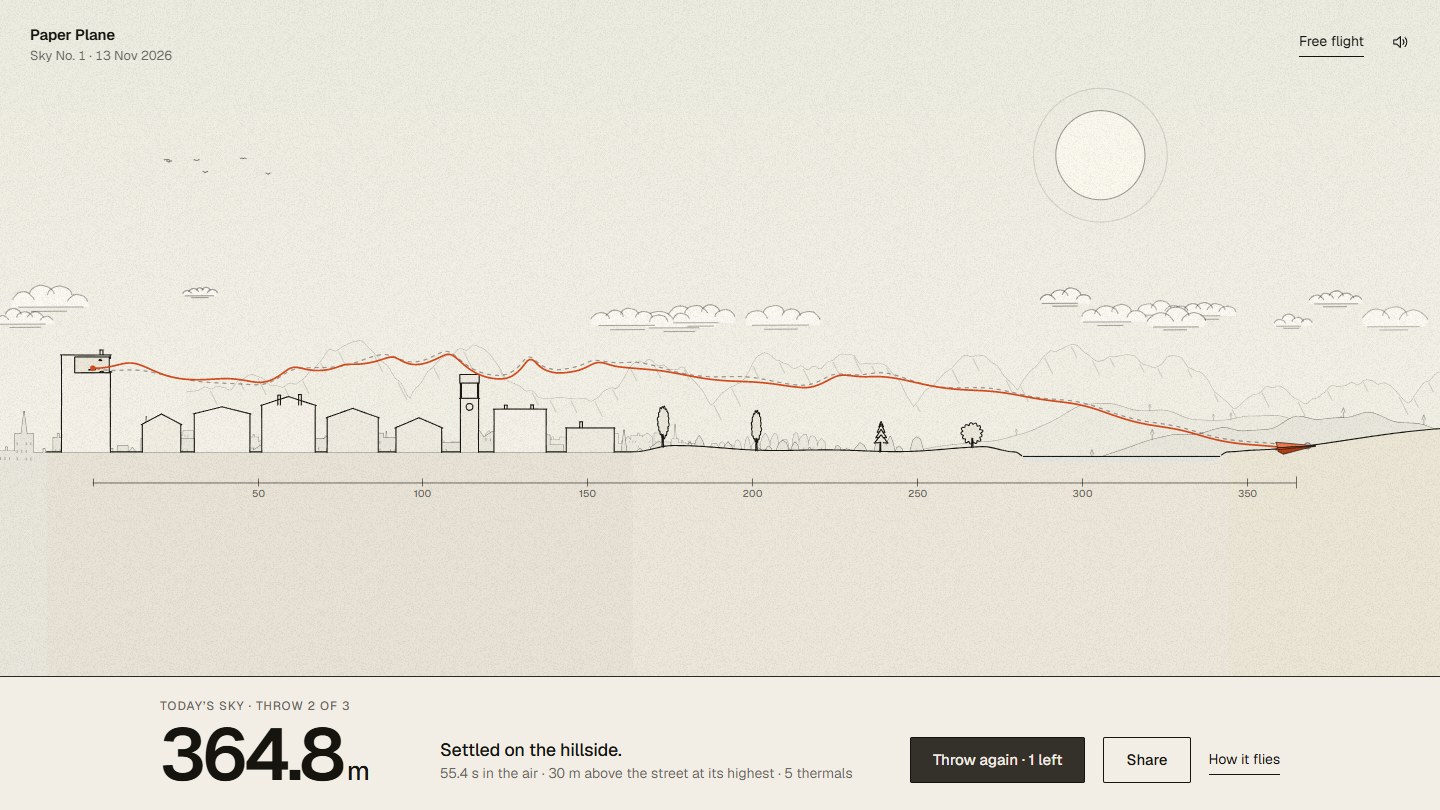 Paper Plane
Sky No. 1 · 13 Nov 2026
Free flight
50 100 150 200 250 300 350
TODAY'S SKY · THROW 2 OF 3
364.8 m
Settled on the hillside.
55.4 s in the air · 30 m above the street at its highest · 5 thermals
Throw again · 1 left
Share
How it flies